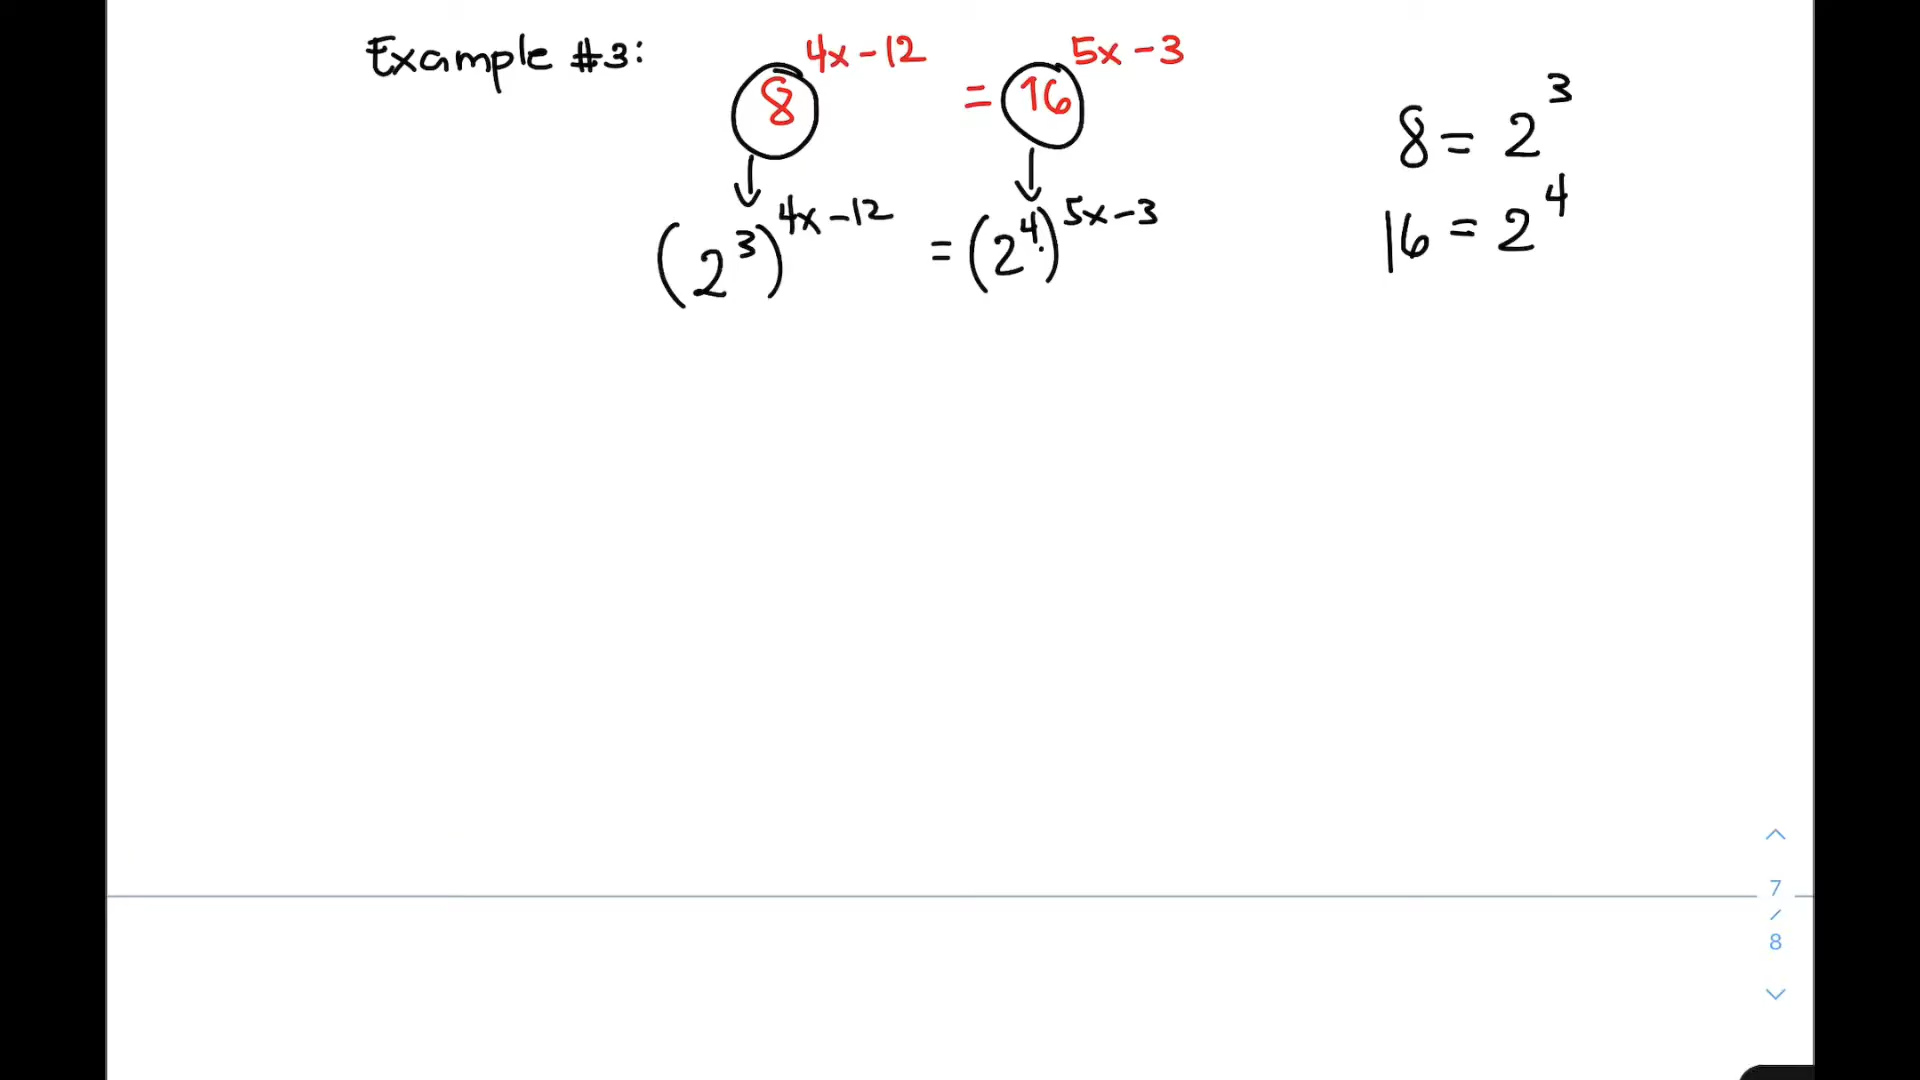 Example #3: 8^{4x-12} = 16^{5x-3}
8 = 2^3
(2^3)^{4x-12} = (2^4)^{5x-3}
16 = 2^4
7
/
8